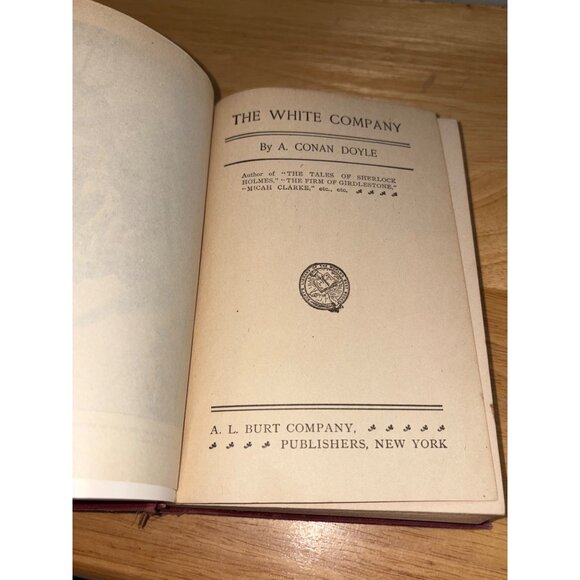 THE WHITE COMPANY
By A. CONAN DOYLE
Author of "THE TALES OF SHERLOCK
HOLMES," "THE FIRM OF GIRDLESTONE,"
"MICAH CLARKE," etc., etc.
A. L. BURT COMPANY,
PUBLISHERS, NEW YORK